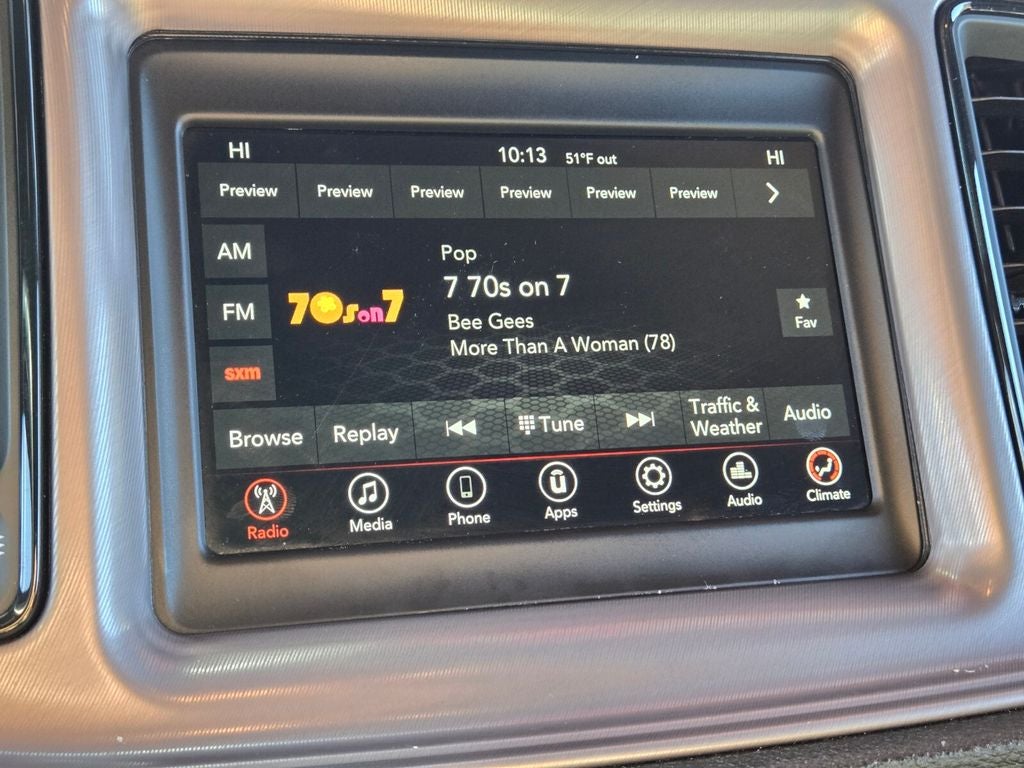 HI 10:13 51°F out HI
Preview Preview Preview Preview Preview Preview
AM
Pop
7 70s on 7
FM
70s on 7
Bee Gees
Fav
More Than A Woman (78)
sxm
Browse Replay Tune Traffic & Weather Audio
Radio Media Phone Apps Settings Audio Climate